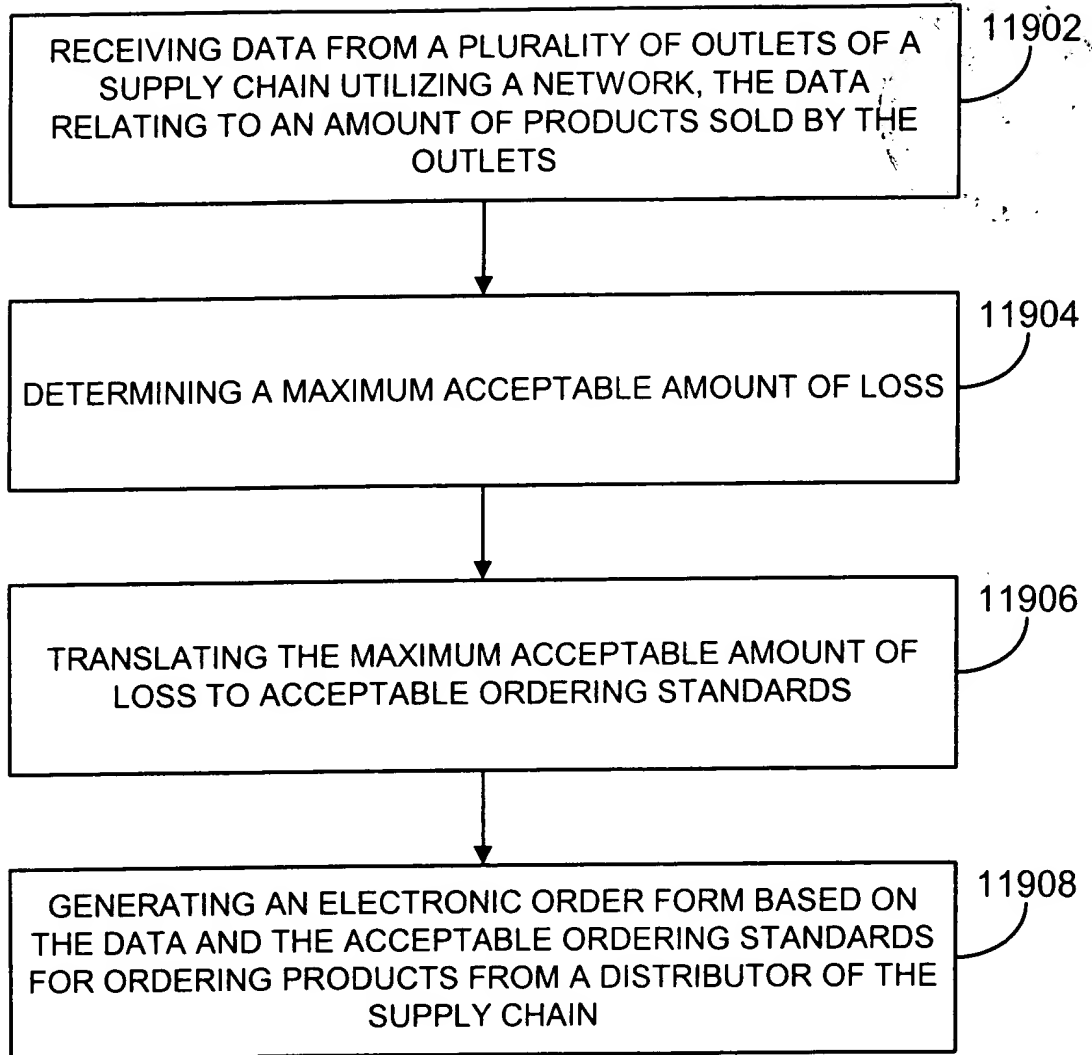 RECEIVING DATA FROM A PLURALITY OF OUTLETS OF A
SUPPLY CHAIN UTILIZING A NETWORK, THE DATA
RELATING TO AN AMOUNT OF PRODUCTS SOLD BY THE
OUTLETS
11902
DETERMINING A MAXIMUM ACCEPTABLE AMOUNT OF LOSS
11904
TRANSLATING THE MAXIMUM ACCEPTABLE AMOUNT OF
LOSS TO ACCEPTABLE ORDERING STANDARDS
11906
GENERATING AN ELECTRONIC ORDER FORM BASED ON
THE DATA AND THE ACCEPTABLE ORDERING STANDARDS
FOR ORDERING PRODUCTS FROM A DISTRIBUTOR OF THE
SUPPLY CHAIN
11908